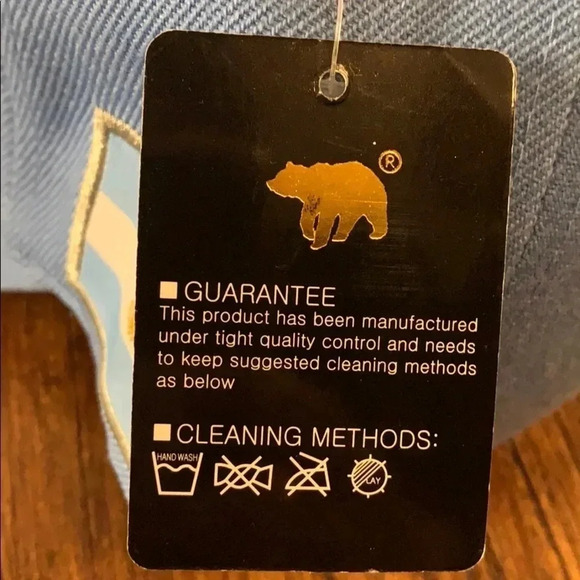 ®
■ GUARANTEE
This product has been manufactured
under tight quality control and needs
to keep suggested cleaning methods
as below
■ CLEANING METHODS:
HAND WASH
LAY